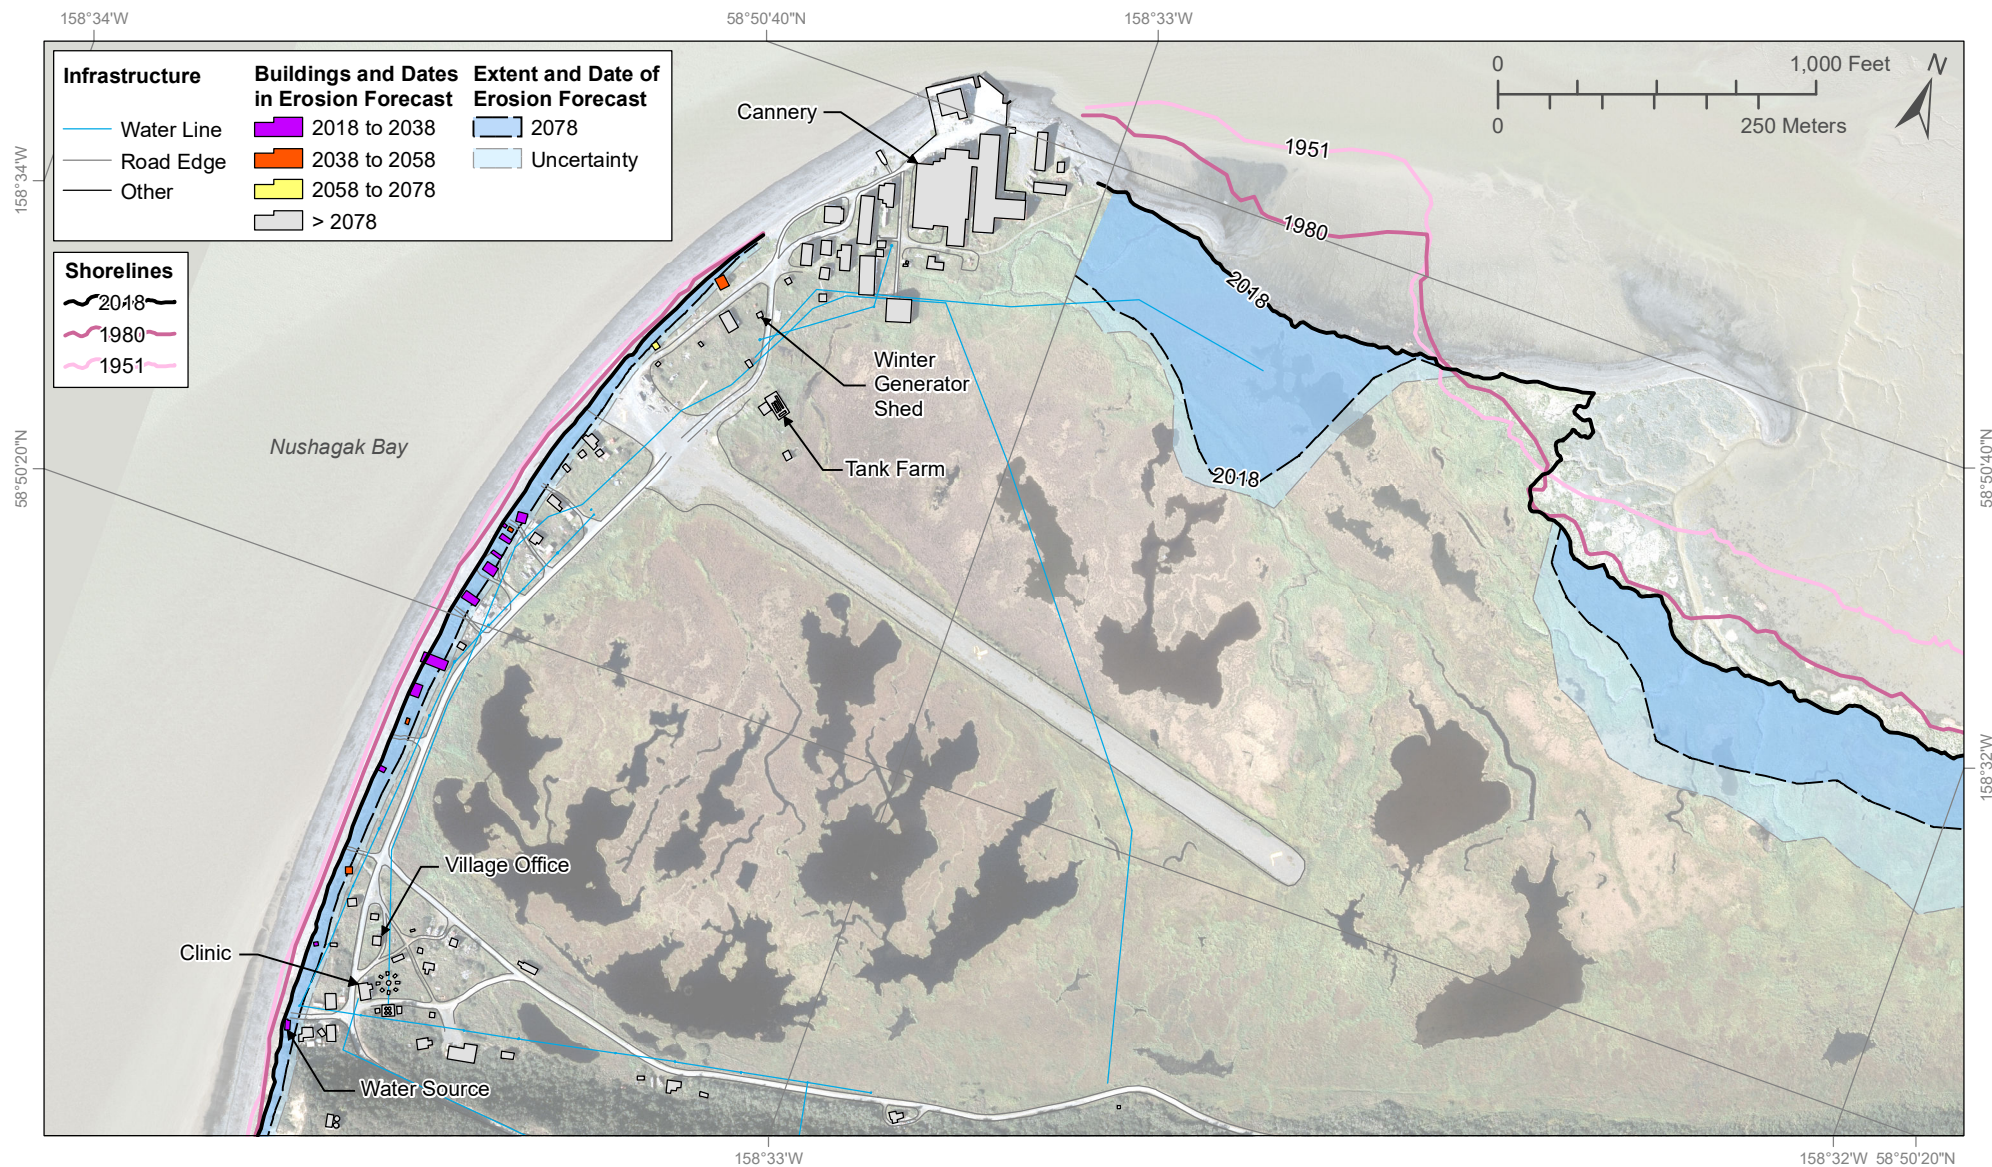 158°34'W
58°50'40"N
158°33'W
Infrastructure
Water Line
Road Edge
Other
Buildings and Dates
in Erosion Forecast
2018 to 2038
2038 to 2058
2058 to 2078
> 2078
Extent and Date of
Erosion Forecast
2078
Uncertainty
Shorelines
2018
1980
1951
0
1,000 Feet
0
250 Meters
N
Cannery
1951
1980
2018
158°34'W
Winter
Generator
Shed
Nushagak Bay
Tank Farm
2018
58°50'20"N
58°50'40"N
158°32'W
Village Office
Clinic
Water Source
158°33'W
158°32'W
58°50'20"N